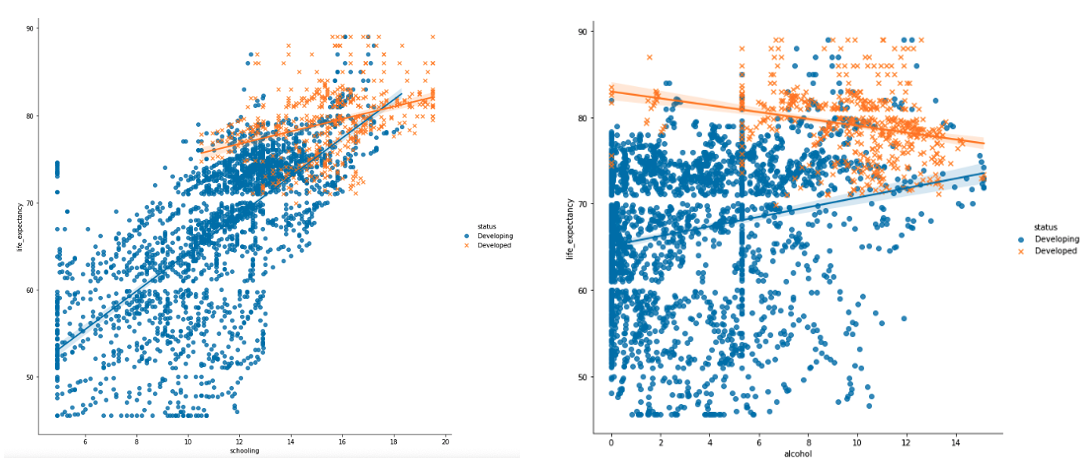 90
80
70
60
50
life_expectancy
6 8 10 12 14 16 18 20
schooling
status
Developing
Developed
90
80
70
60
50
life_expectancy
0 2 4 6 8 10 12 14
alcohol
status
Developing
Developed